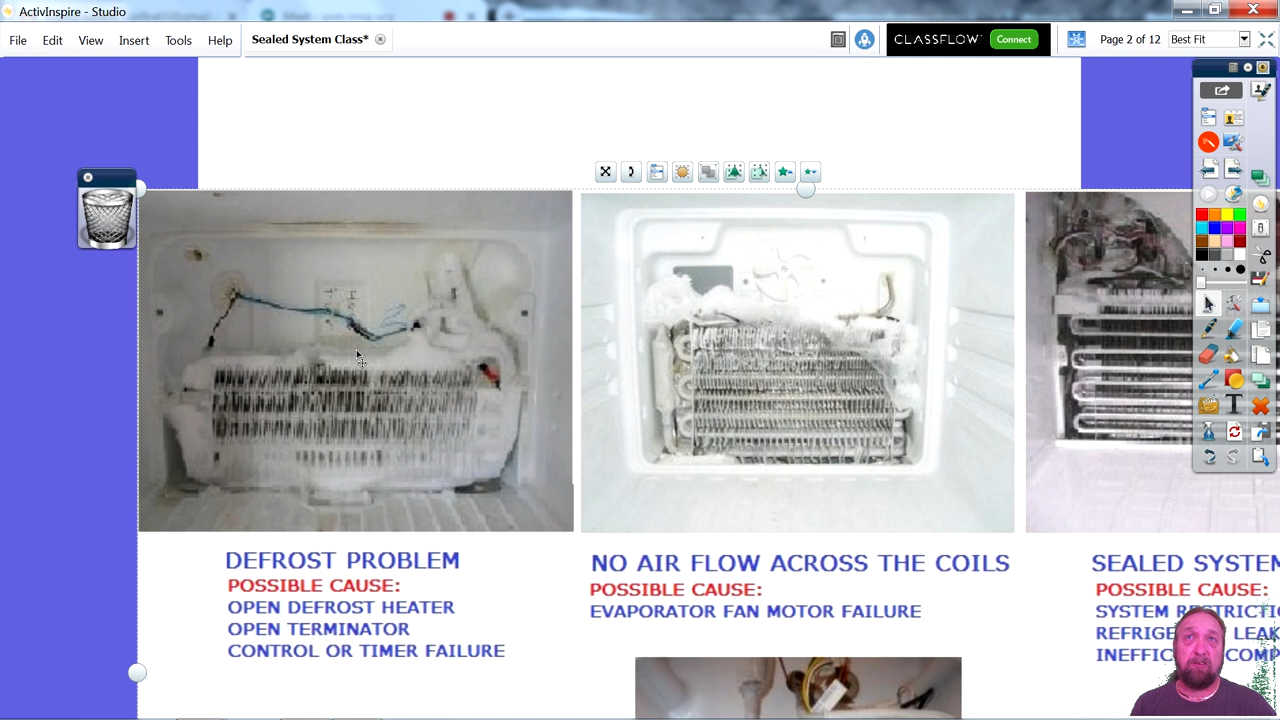 ActivInspire - Studio
File Edit View Insert Tools Help Sealed System Class* CLASSFLOW Connect Page 2 of 12 Best Fit
DEFROST PROBLEM
POSSIBLE CAUSE:
OPEN DEFROST HEATER
OPEN TERMINATOR
CONTROL OR TIMER FAILURE
NO AIR FLOW ACROSS THE COILS
POSSIBLE CAUSE:
EVAPORATOR FAN MOTOR FAILURE
SEALED SYSTEM
POSSIBLE CAUSE:
SYSTEM